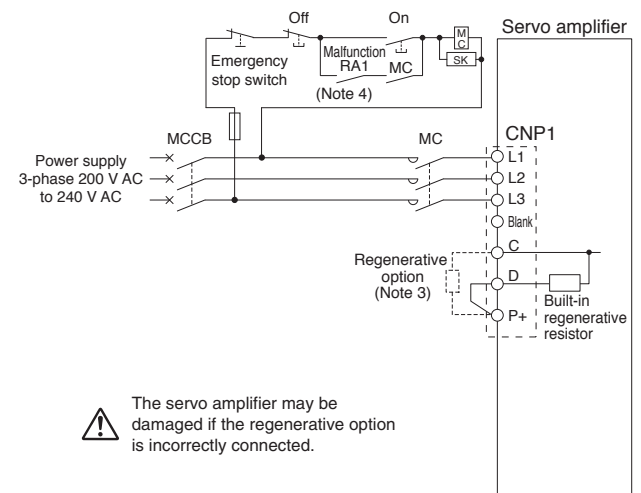 Off
On
Servo amplifier
M
C
SK
Emergency
stop switch
Malfunction
RA1
MC
(Note 4)
MCCB
MC
CNP1
Power supply
3-phase 200 V AC
to 240 V AC
L1
L2
L3
Blank
C
Regenerative
option
(Note 3)
D
P+
Built-in
regenerative
resistor
The servo amplifier may be
damaged if the regenerative option
is incorrectly connected.